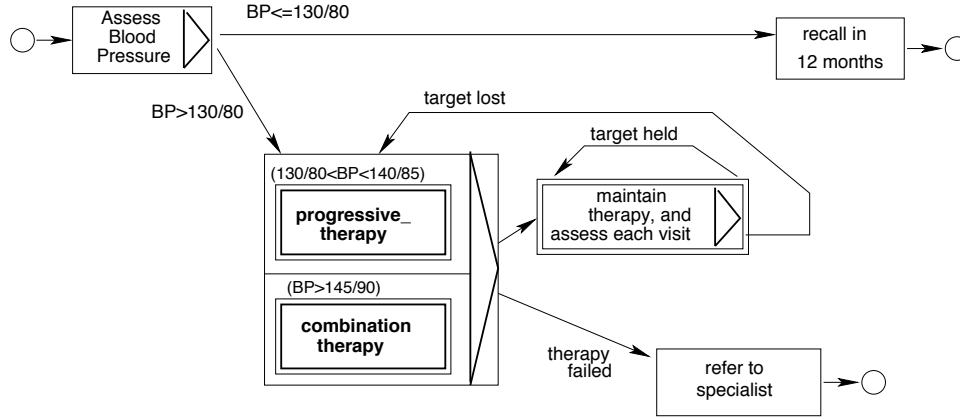 Assess
Blood
Pressure
BP<=130/80
recall in
12 months
BP>130/80
target lost
target held
(130/80<BP<140/85)
progressive_
therapy
maintain
therapy, and
assess each visit
(BP>145/90)
combination
therapy
therapy
failed
refer to
specialist